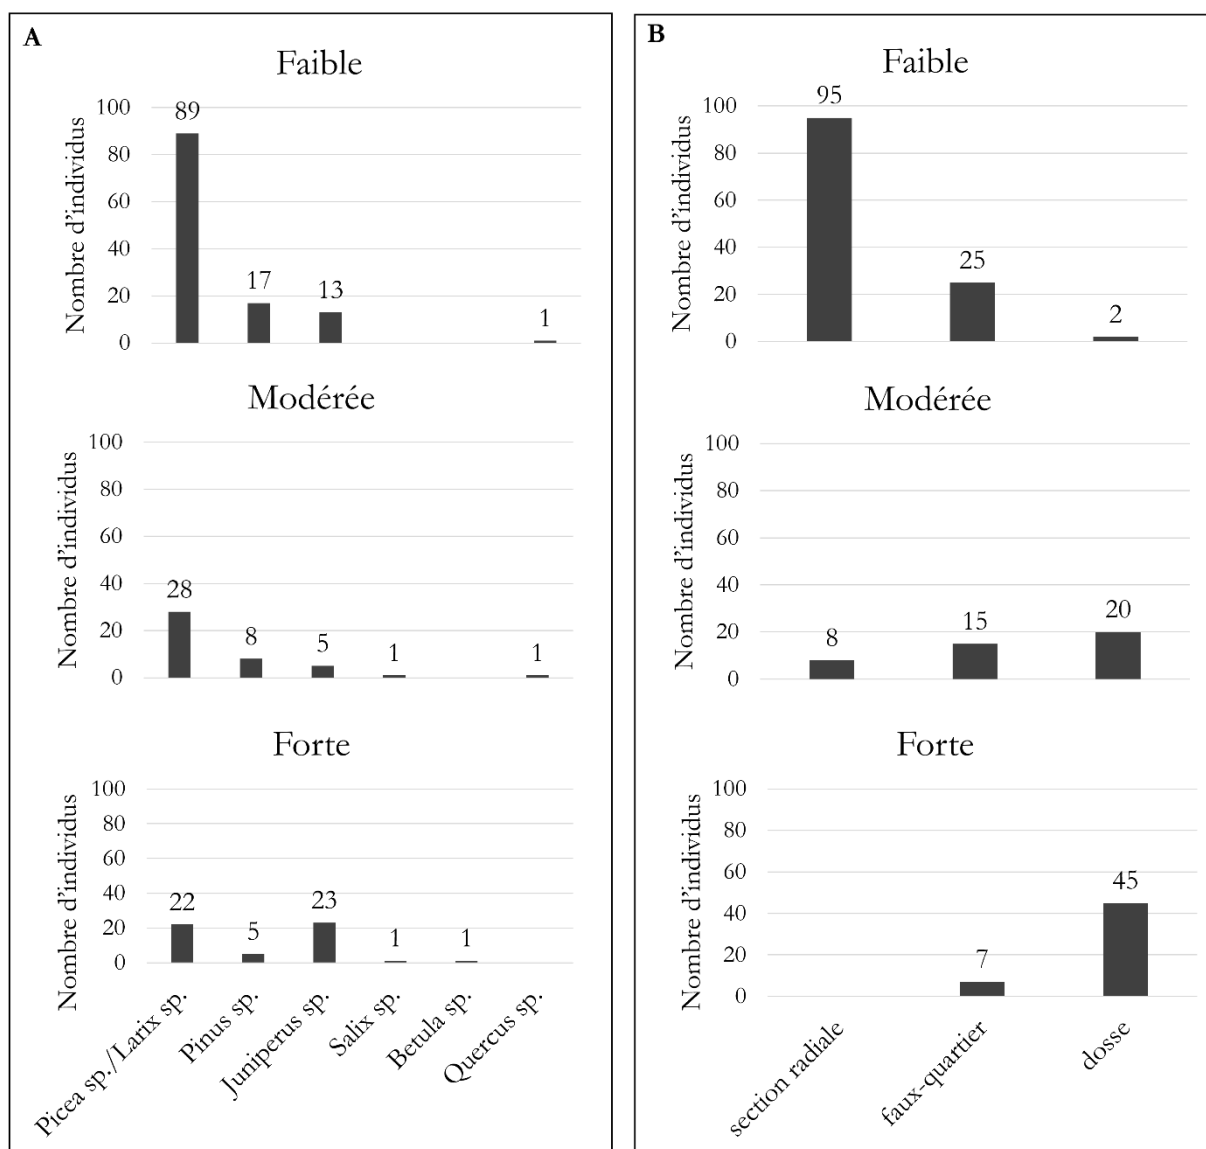 A
Faible
Nombre d'individus
100
80
60
40
20
0
89
17
13
1
Modérée
Nombre d'individus
100
80
60
40
20
0
28
8
5
1
1
Forte
Nombre d'individus
100
80
60
40
20
0
22
5
23
1
1
Picea sp./Larix sp.
Pinus sp.
Juniperus sp.
Salix sp.
Betula sp.
Quercus sp.
B
Faible
Nombre d'individus
100
80
60
40
20
0
95
25
2
Modérée
Nombre d'individus
100
80
60
40
20
0
8
15
20
Forte
Nombre d'individus
100
80
60
40
20
0
7
45
section radiale
faux-quartier
dosse